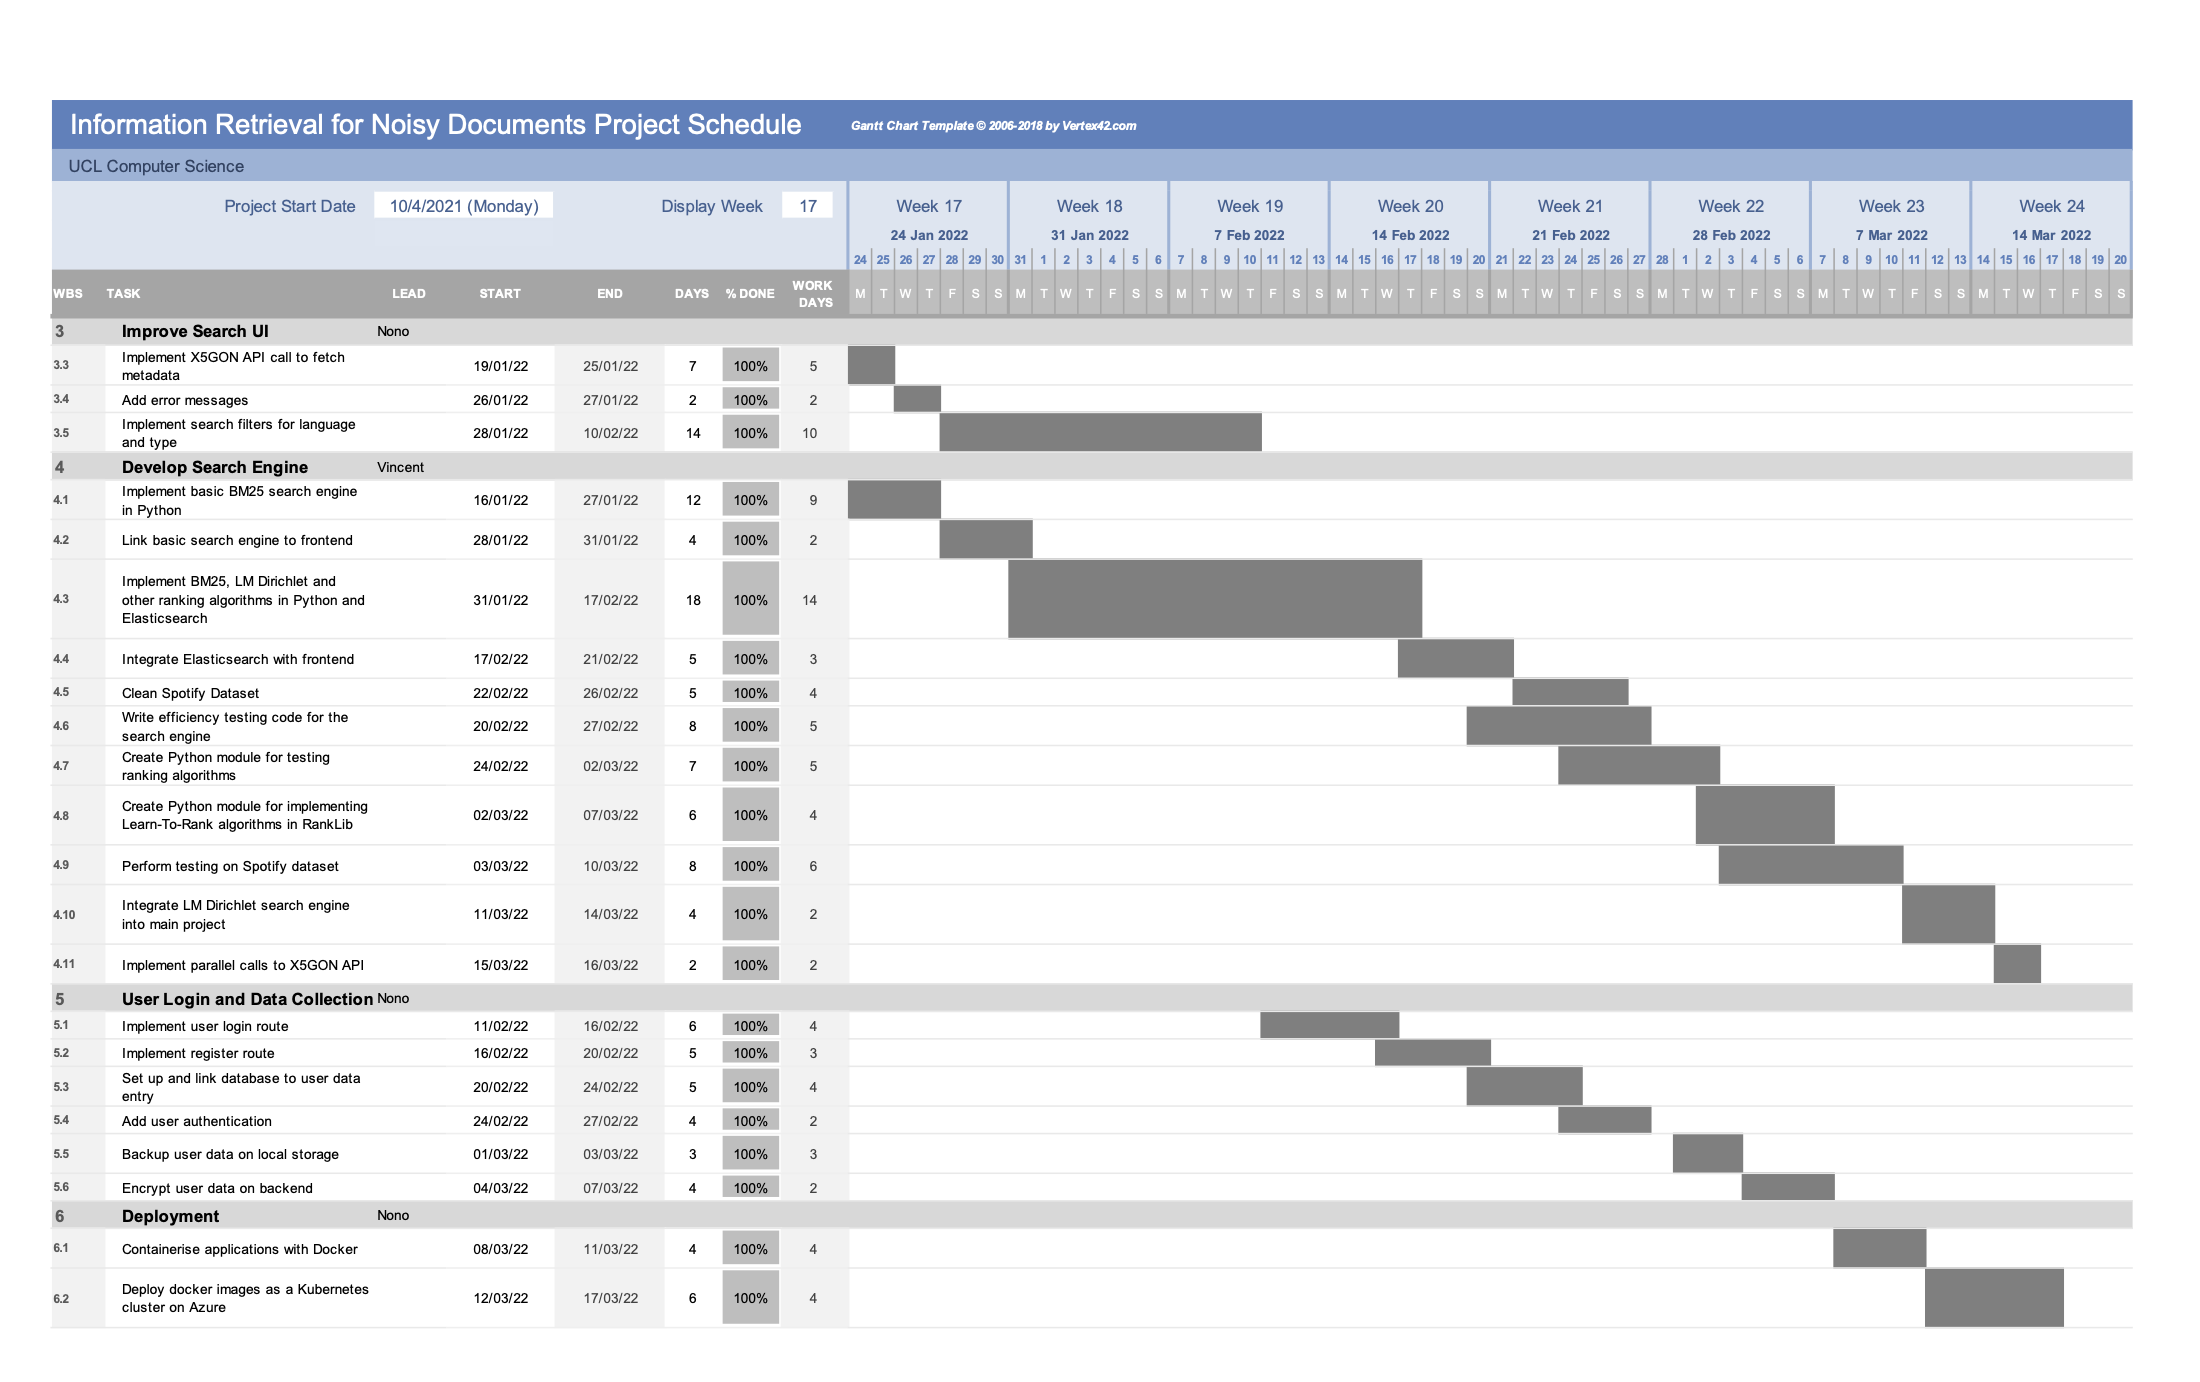 Information Retrieval for Noisy Documents Project Schedule Gantt Chart Template © 2006-2018 by Vertex42.com
UCL Computer Science
Project Start Date 10/4/2021 (Monday) Display Week 17 Week 17 Week 18 Week 19 Week 20 Week 21 Week 22 Week 23 Week 24
24 Jan 2022 31 Jan 2022 7 Feb 2022 14 Feb 2022 21 Feb 2022 28 Feb 2022 7 Mar 2022 14 Mar 2022
24 25 26 27 28 29 30 31 1 2 3 4 5 6 7 8 9 10 11 12 13 14 15 16 17 18 19 20 21 22 23 24 25 26 27 28 1 2 3 4 5 6 7 8 9 10 11 12 13 14 15 16 17 18 19 20
WBS TASK LEAD START END DAYS % DONE WORK DAYS M T W T F S S M T W T F S S M T W T F S S M T W T F S S M T W T F S S M T W T F S S M T W T F S S M T W T F S S
3 Improve Search UI Nono
3.3 Implement X5GON API call to fetch metadata 19/01/22 25/01/22 7 100% 5
3.4 Add error messages 26/01/22 27/01/22 2 100% 2
3.5 Implement search filters for language and type 28/01/22 10/02/22 14 100% 10
4 Develop Search Engine Vincent
4.1 Implement basic BM25 search engine in Python 16/01/22 27/01/22 12 100% 9
4.2 Link basic search engine to frontend 28/01/22 31/01/22 4 100% 2
4.3 Implement BM25, LM Dirichlet and other ranking algorithms in Python and Elasticsearch 31/01/22 17/02/22 18 100% 14
4.4 Integrate Elasticsearch with frontend 17/02/22 21/02/22 5 100% 3
4.5 Clean Spotify Dataset 22/02/22 26/02/22 5 100% 4
4.6 Write efficiency testing code for the search engine 20/02/22 27/02/22 8 100% 5
4.7 Create Python module for testing ranking algorithms 24/02/22 02/03/22 7 100% 5
4.8 Create Python module for implementing Learn-To-Rank algorithms in RankLib 02/03/22 07/03/22 6 100% 4
4.9 Perform testing on Spotify dataset 03/03/22 10/03/22 8 100% 6
4.10 Integrate LM Dirichlet search engine into main project 11/03/22 14/03/22 4 100% 2
4.11 Implement parallel calls to X5GON API 15/03/22 16/03/22 2 100% 2
5 User Login and Data Collection Nono
5.1 Implement user login route 11/02/22 16/02/22 6 100% 4
5.2 Implement register route 16/02/22 20/02/22 5 100% 3
5.3 Set up and link database to user data entry 20/02/22 24/02/22 5 100% 4
5.4 Add user authentication 24/02/22 27/02/22 4 100% 2
5.5 Backup user data on local storage 01/03/22 03/03/22 3 100% 3
5.6 Encrypt user data on backend 04/03/22 07/03/22 4 100% 2
6 Deployment Nono
6.1 Containerise applications with Docker 08/03/22 11/03/22 4 100% 4
6.2 Deploy docker images as a Kubernetes cluster on Azure 12/03/22 17/03/22 6 100% 4